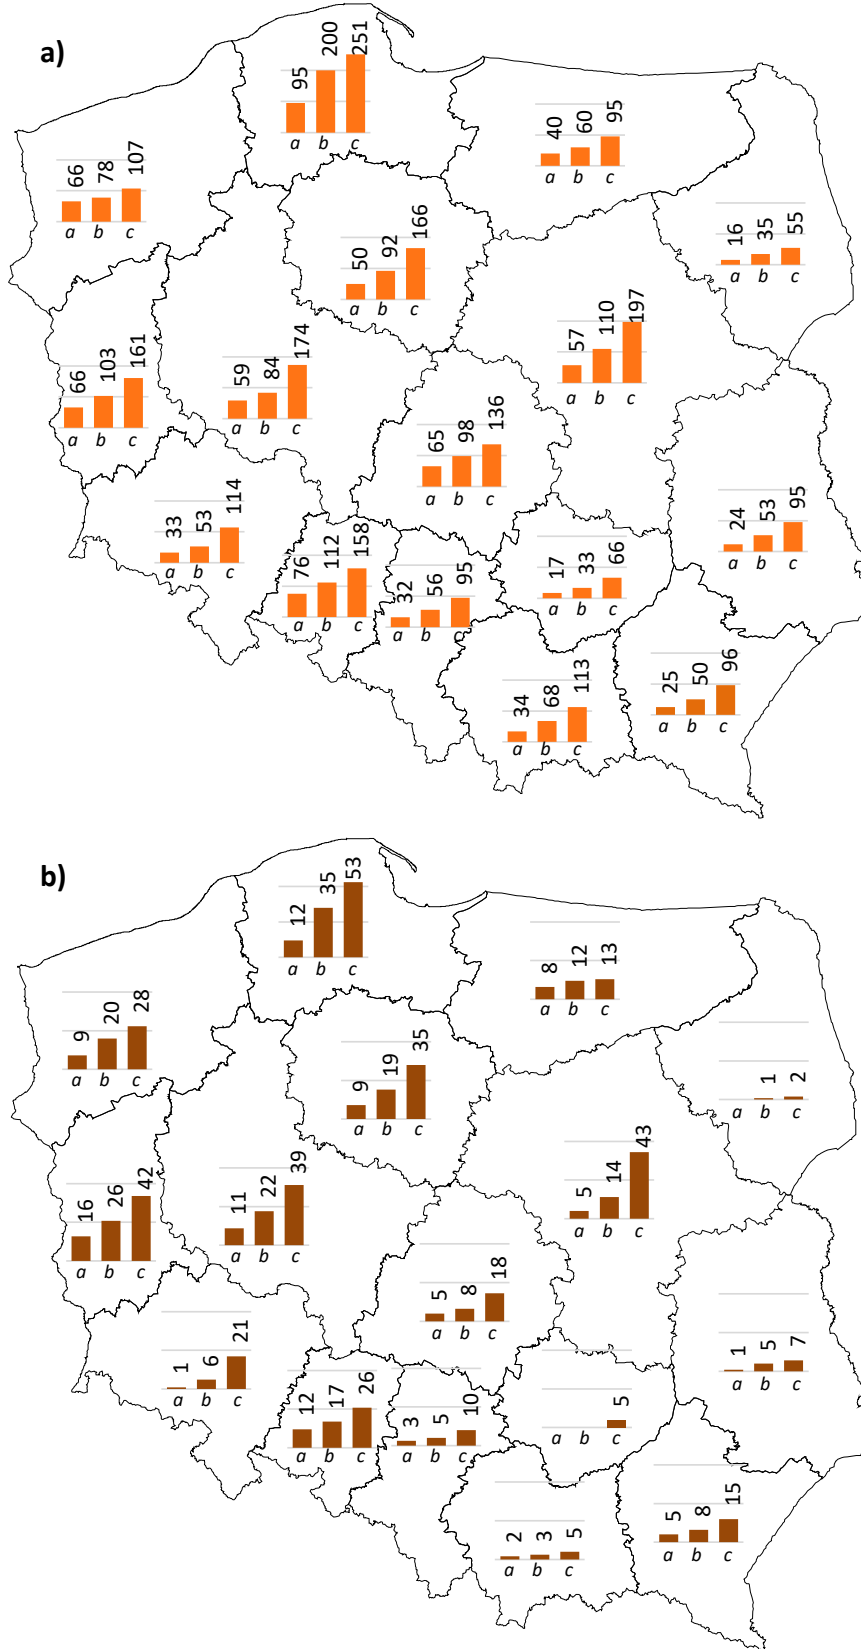 a)
95 200 251
a b c
40 60 95
a b c
66 78 107
a b c
16 35 55
a b c
50 92 166
a b c
57 110 197
a b c
66 103 161
a b c
59 84 174
a b c
65 98 136
a b c
33 53 114
a b c
24 53 95
a b c
76 112 158
a b c
32 56 95
a b c
17 33 66
a b c
25 50 96
a b c
34 68 113
a b c
b)
12 35 53
a b c
8 12 13
a b c
9 20 28
a b c
9 19 35
a b c
1 2
a b c
5 14 43
a b c
16 26 42
a b c
11 22 39
a b c
5 8 18
a b c
1 6 21
a b c
1 5 7
a b c
12 17 26
a b c
3 5 10
a b c
5
a b c
5 8 15
a b c
2 3 5
a b c